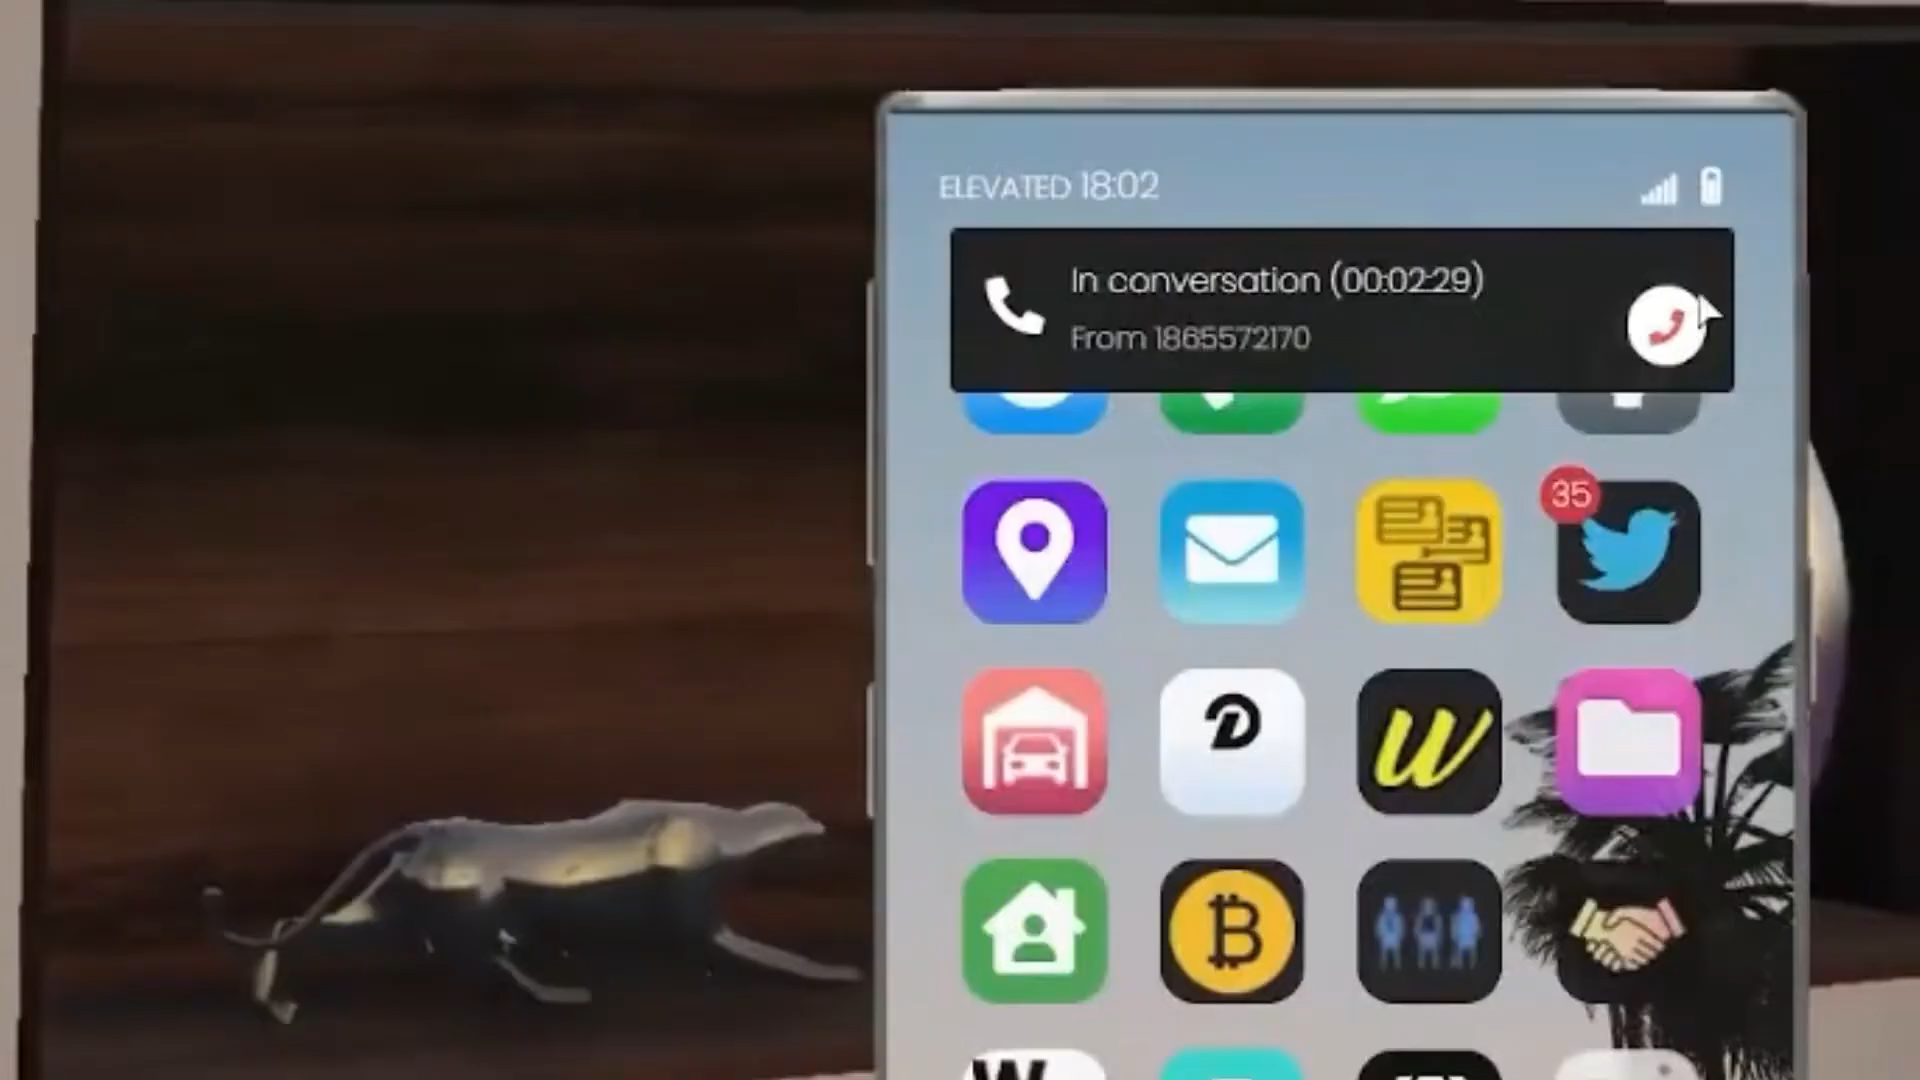 ELEVATED 18:02
In conversation (00:02:29)
From 1865572170
35
D
W
B
W